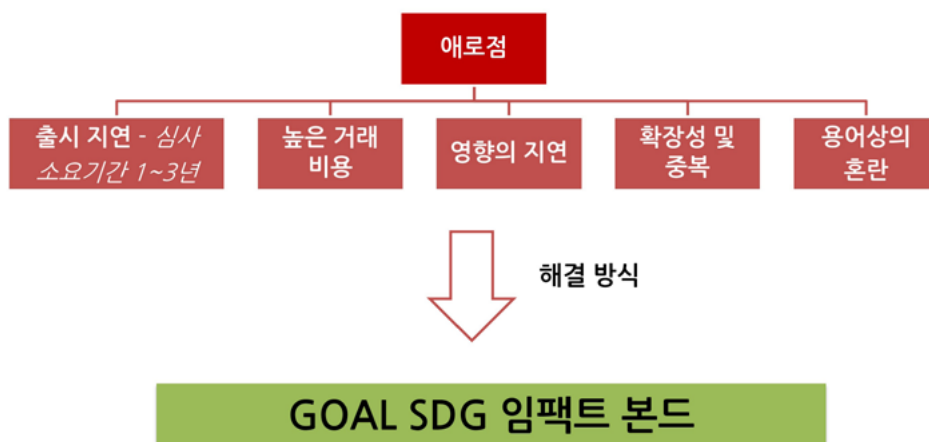 애로점
출시 지연 - 심사
소요기간 1~3년
높은 거래
비용
영향의 지연
확장성 및
중복
용어상의
혼란
해결 방식
GOAL SDG 임팩트 본드